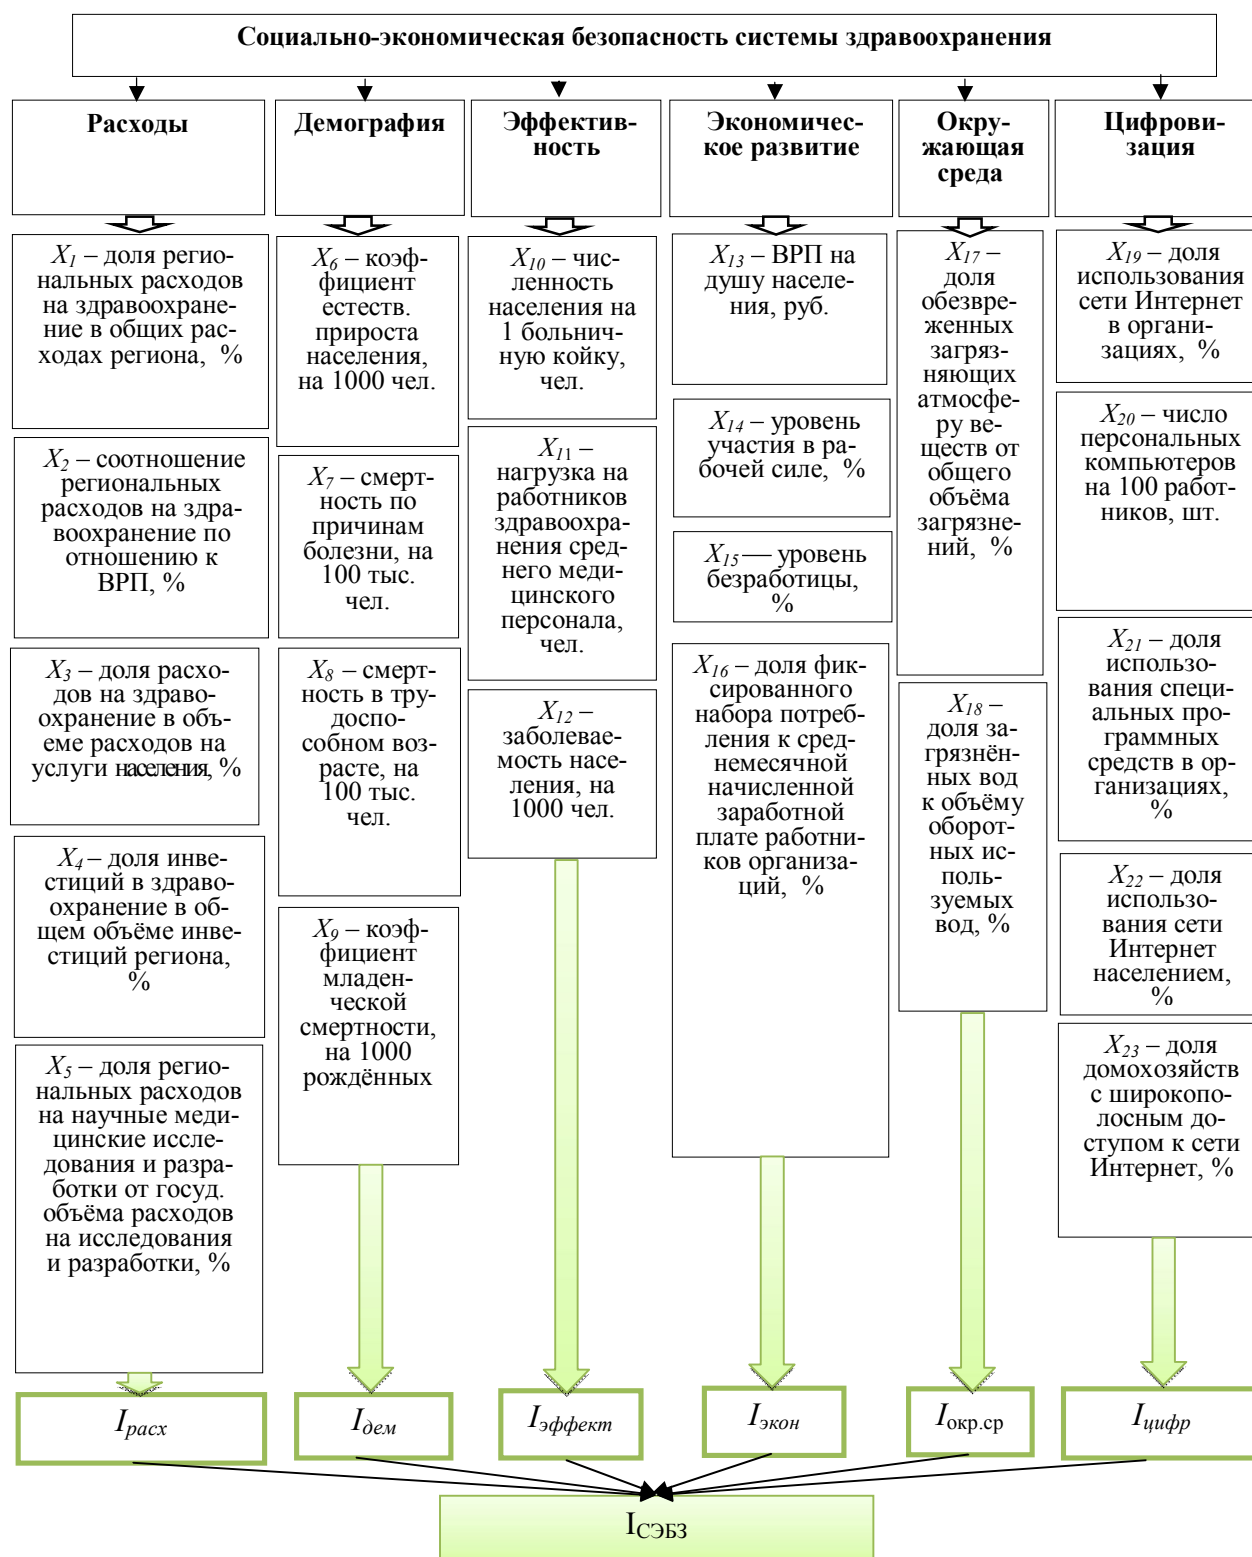 Социально-экономическая безопасность системы здравоохранения
Расходы
Демография
Эффектив-
ность
Экономичес-
кое развитие
Окру-
жающая
среда
Цифрови-
зация
X1 – доля регио-
нальных расходов
на здравоохране-
ние в общих рас-
ходах региона, %
X2 – соотношение
региональных
расходов на здра-
воохранение по
отношению к
ВРП, %
X3 – доля расхо-
дов на здраво-
охранение в объ-
еме расходов на
услуги населения, %
X4 – доля инве-
стиций в здраво-
охранение в об-
щем объёме инве-
стиций региона,
%
X5 – доля регио-
нальных расходов
на научные меди-
цинские иссле-
дования и разра-
ботки от госуд.
объёма расходов
на исследования
и разработки, %
X6 – коэф-
фициент
естеств.
прироста
населения,
на 1000 чел.
X7 – смерт-
ность по
причинам
болезни, на
100 тыс.
чел.
X8 – смерт-
ность в тру-
доспо-
собном воз-
расте, на
100 тыс.
чел.
X9 – коэф-
фициент
младен-
ческой
смертности,
на 1000
рождённых
X10 – чис-
ленность
населения на
1 больнич-
ную койку,
чел.
X11 –
нагрузка на
работников
здравоохра-
нения сред-
него меди-
цинского
персонала,
чел.
X12 –
заболевае-
мость насе-
ления, на
1000 чел.
X13 – ВРП на
душу населе-
ния, руб.
X14 – уровень
участия в ра-
бочей силе, %
X15 — уровень
безработицы,
%
X16 – доля фик-
сированного
набора потреб-
ления к сред-
немесячной
начисленной
заработной
плате работни-
ков организа-
ций, %
X17 –
доля
обезвре-
женных
загряз-
няющих
атмосфе-
ру ве-
ществ от
общего
объёма
загрязне-
ний, %
X18 –
доля за-
грязнён-
ных вод
к объёму
оборот-
ных ис-
поль-
зуемых
вод, %
X19 – доля
использования
сети Интернет
в органи-
зациях, %
X20 – число
персональных
компьютеров
на 100 работ-
ников, шт.
X21 – доля
использо-
вания специ-
альных про-
граммных
средств в ор-
ганизациях,
%
X22 – доля
использо-
вания сети
Интернет
населением,
%
X23 – доля
домохозяйств
с широкопо-
лосным до-
ступом к сети
Интернет, %
Iрасх
Iдем
Iэффект
Iэкон
Iокр.ср
Iцифр
IСЭБЗ